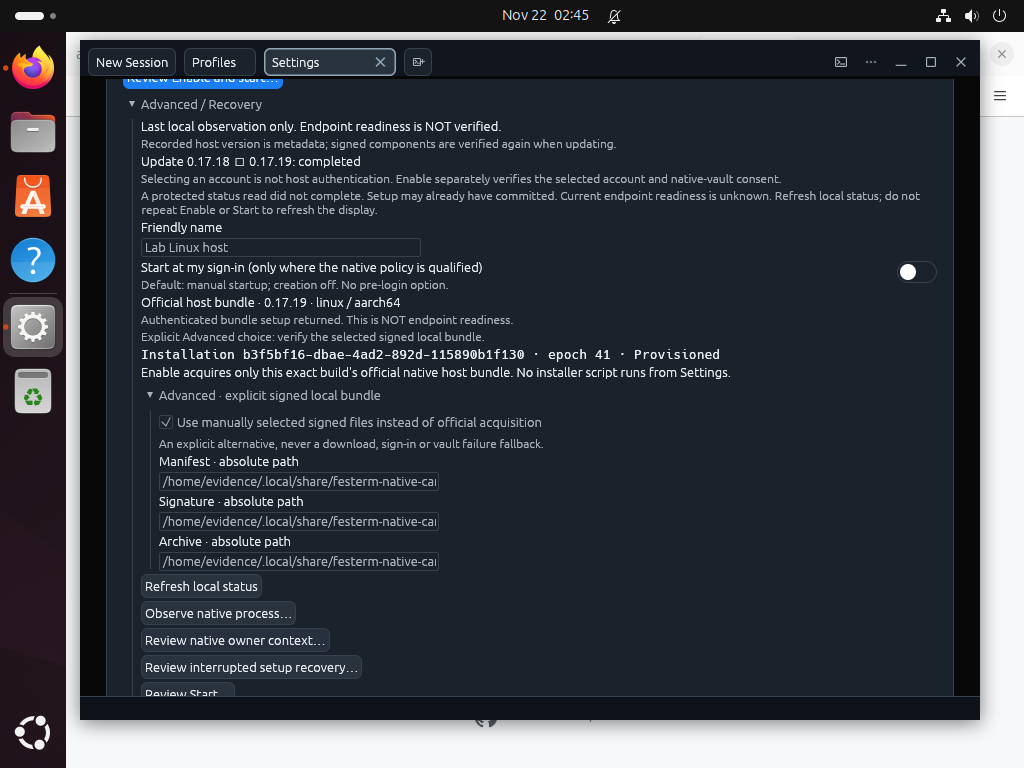 Nov 22 02:45
New Session
Profiles
Settings
Review Enable and start...
Advanced / Recovery
Last local observation only. Endpoint readiness is NOT verified.
Recorded host version is metadata; signed components are verified again when updating.
Update 0.17.18 □ 0.17.19: completed
Selecting an account is not host authentication. Enable separately verifies the selected account and native-vault consent.
A protected status read did not complete. Setup may already have committed. Current endpoint readiness is unknown. Refresh local status; do not
repeat Enable or Start to refresh the display.
Friendly name
Lab Linux host
Start at my sign-in (only where the native policy is qualified)
Default: manual startup; creation off. No pre-login option.
Official host bundle · 0.17.19 · linux / aarch64
Authenticated bundle setup returned. This is NOT endpoint readiness.
Explicit Advanced choice: verify the selected signed local bundle.
Installation b3f5bf16-dbae-4ad2-892d-115890b1f130 · epoch 41 · Provisioned
Enable acquires only this exact build's official native host bundle. No installer script runs from Settings.
Advanced · explicit signed local bundle
Use manually selected signed files instead of official acquisition
An explicit alternative, never a download, sign-in or vault failure fallback.
Manifest · absolute path
/home/evidence/.local/share/festerm-native-car
Signature · absolute path
/home/evidence/.local/share/festerm-native-car
Archive · absolute path
/home/evidence/.local/share/festerm-native-car
Refresh local status
Observe native process...
Review native owner context...
Review interrupted setup recovery...
Review Start...